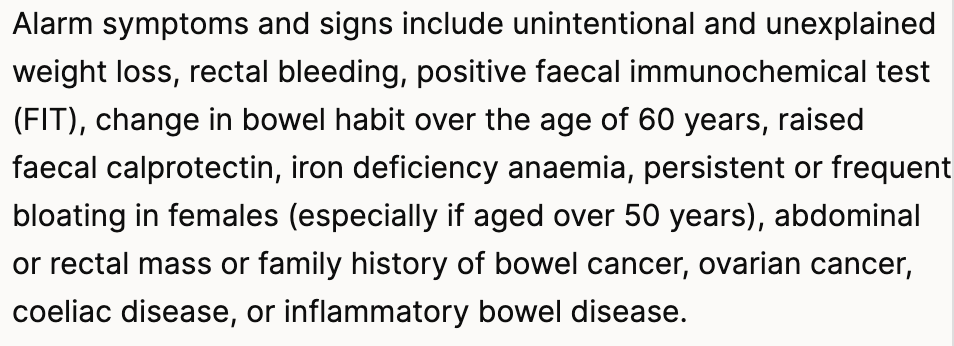 Alarm symptoms and signs include unintentional and unexplained
weight loss, rectal bleeding, positive faecal immunochemical test
(FIT), change in bowel habit over the age of 60 years, raised
faecal calprotectin, iron deficiency anaemia, persistent or frequent
bloating in females (especially if aged over 50 years), abdominal
or rectal mass or family history of bowel cancer, ovarian cancer,
coeliac disease, or inflammatory bowel disease.